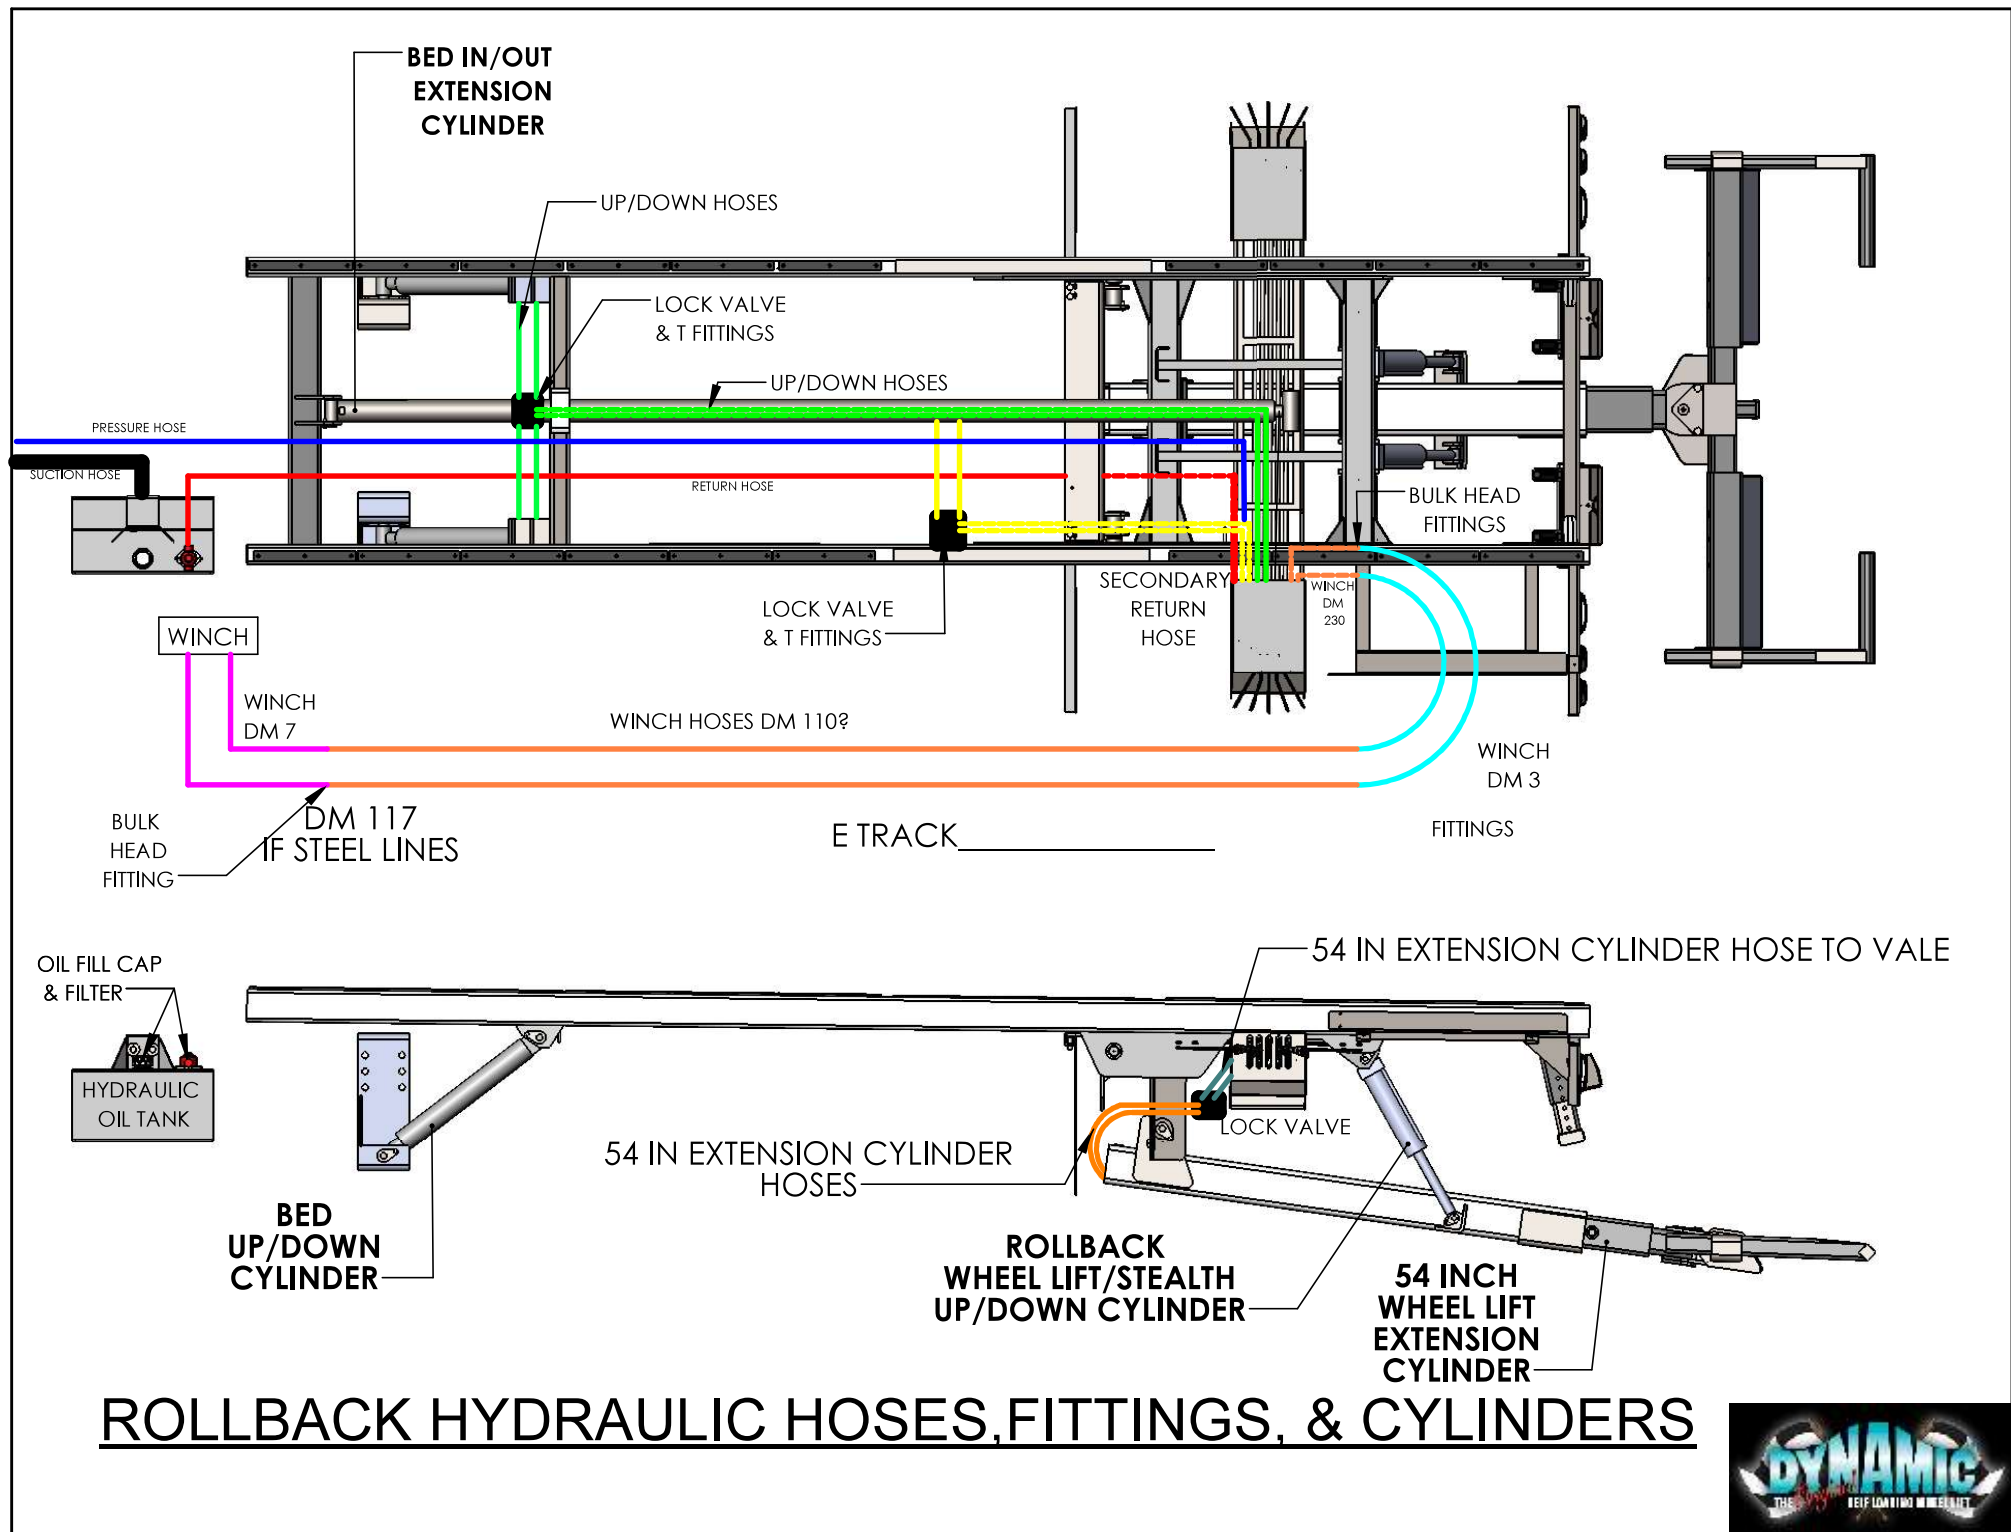 BED IN/OUT
EXTENSION
CYLINDER
UP/DOWN HOSES
LOCK VALVE
& T FITTINGS
UP/DOWN HOSES
PRESSURE HOSE
SUCTION HOSE
RETURN HOSE
BULK HEAD
FITTINGS
LOCK VALVE
& T FITTINGS
SECONDARY
RETURN
HOSE
WINCH
DM
230
WINCH
WINCH
DM 7
WINCH HOSES DM 110?
WINCH
DM 3
FITTINGS
BULK
HEAD
FITTING
DM 117
IF STEEL LINES
E TRACK
OIL FILL CAP
& FILTER
HYDRAULIC
OIL TANK
54 IN EXTENSION CYLINDER HOSE TO VALE
LOCK VALVE
54 IN EXTENSION CYLINDER
HOSES
BED
UP/DOWN
CYLINDER
ROLLBACK
WHEEL LIFT/STEALTH
UP/DOWN CYLINDER
54 INCH
WHEEL LIFT
EXTENSION
CYLINDER
ROLLBACK HYDRAULIC HOSES,FITTINGS, & CYLINDERS
DYNAMIC
THE
SELF LOADING WHEEL LIFT